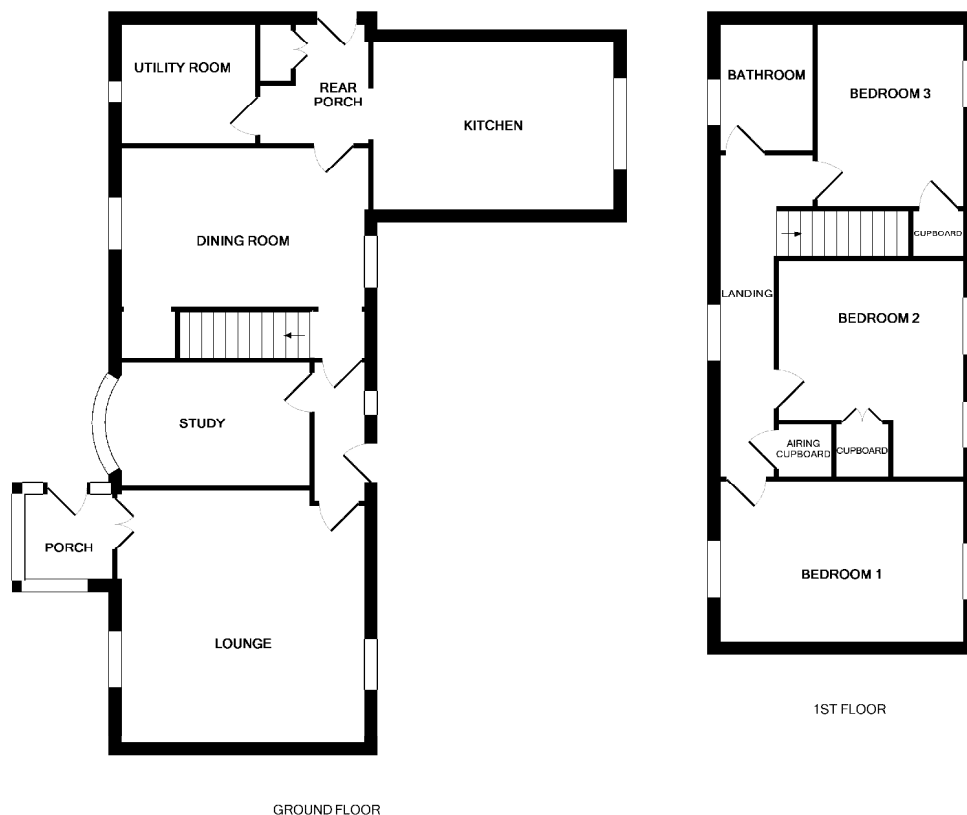 UTILITY ROOM
REAR
PORCH
KITCHEN
DINING ROOM
STUDY
PORCH
LOUNGE
GROUND FLOOR
BATHROOM
BEDROOM 3
CUPBOARD
LANDING
BEDROOM 2
AIRING
CUPBOARD
CUPBOARD
BEDROOM 1
1ST FLOOR